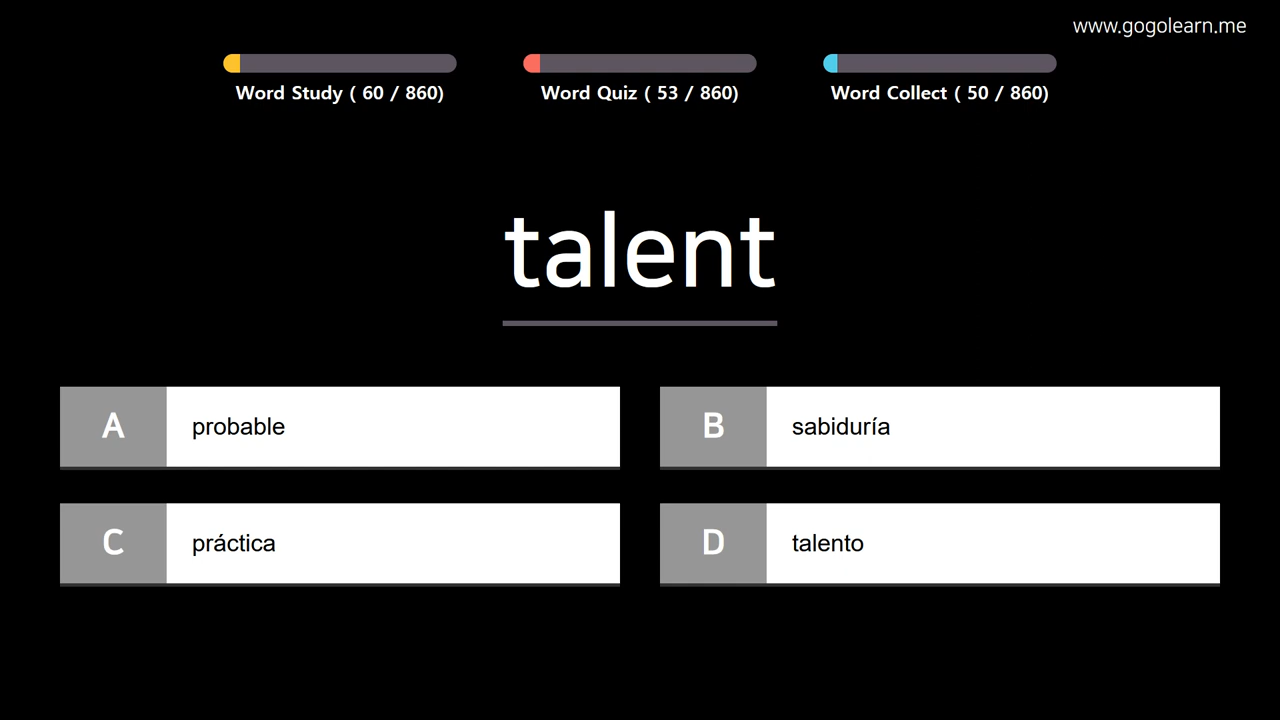 www.gogolearn.me
Word Study ( 60 / 860)
Word Quiz ( 53 / 860)
Word Collect ( 50 / 860)
talent
A probable
B sabiduría
C práctica
D talento